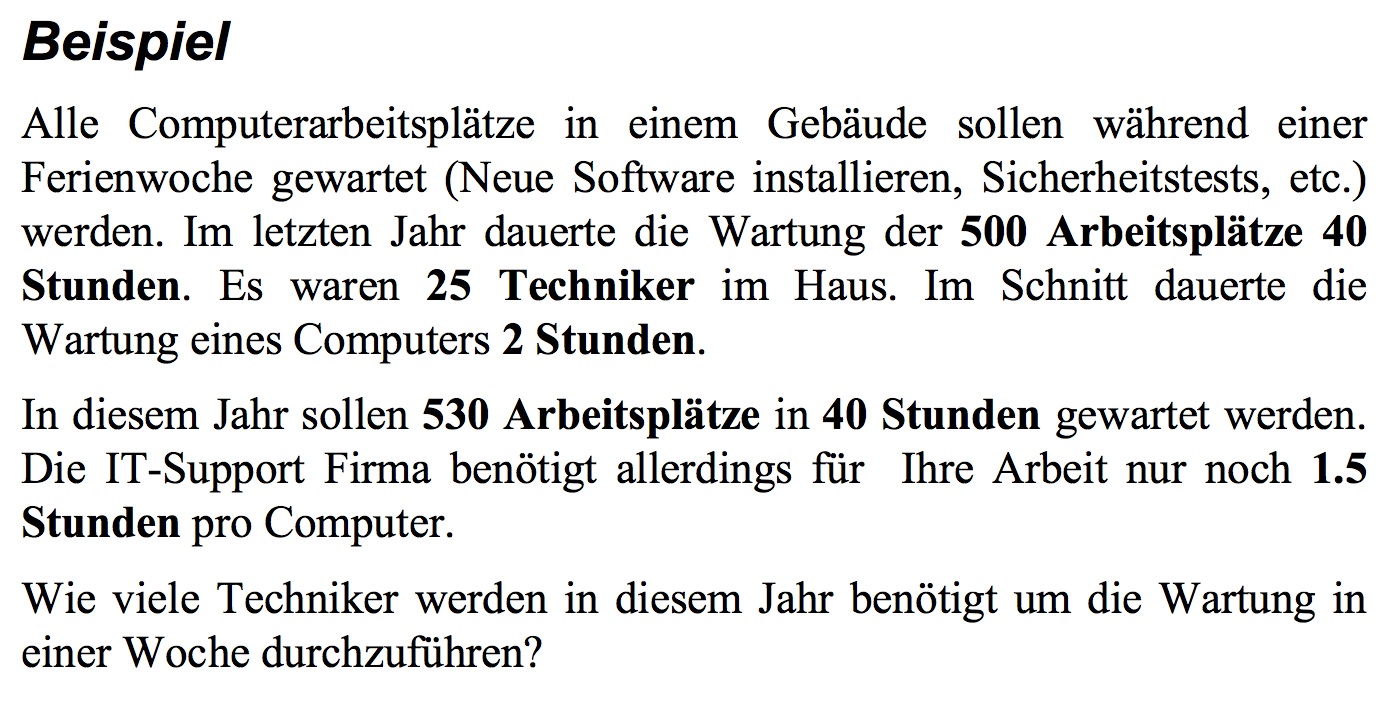 Beispiel
Alle Computerarbeitsplätze in einem Gebäude sollen während einer
Ferienwoche gewartet (Neue Software installieren, Sicherheitstests, etc.)
werden. Im letzten Jahr dauerte die Wartung der 500 Arbeitsplätze 40
Stunden. Es waren 25 Techniker im Haus. Im Schnitt dauerte die
Wartung eines Computers 2 Stunden.
In diesem Jahr sollen 530 Arbeitsplätze in 40 Stunden gewartet werden.
Die IT-Support Firma benötigt allerdings für Ihre Arbeit nur noch 1.5
Stunden pro Computer.
Wie viele Techniker werden in diesem Jahr benötigt um die Wartung in
einer Woche durchzuführen?